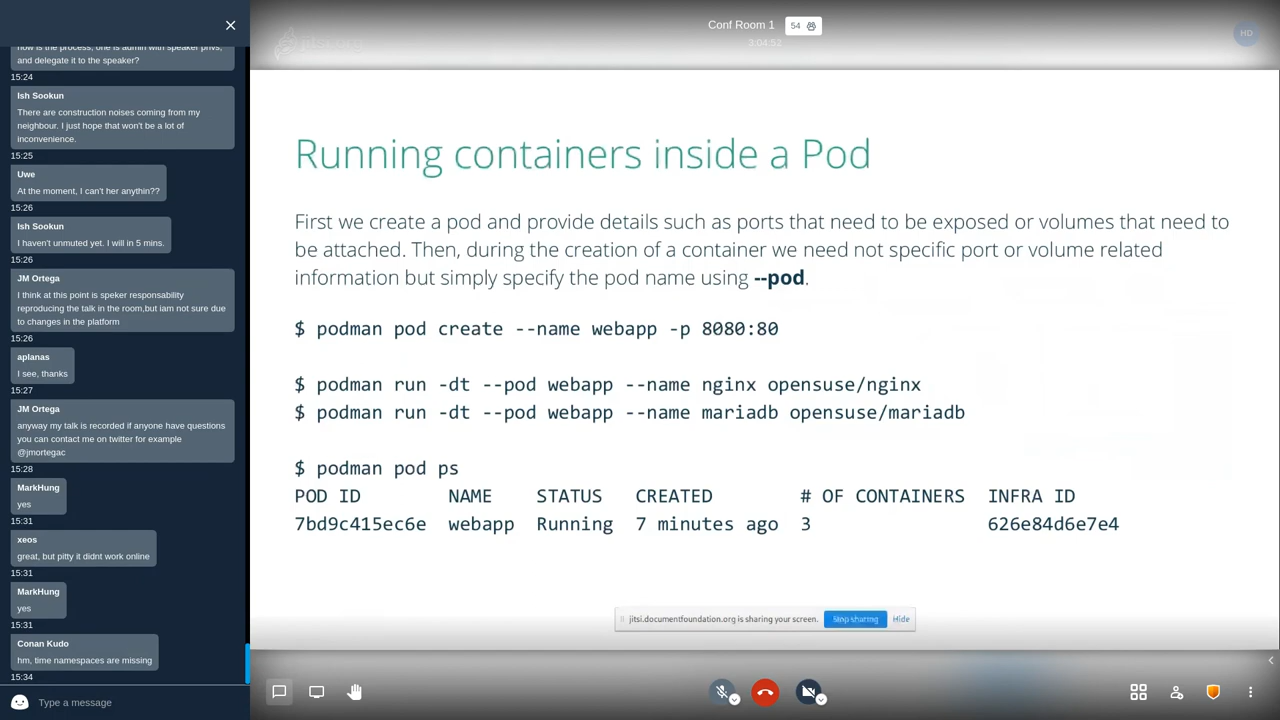 now is the process, one is admin with speaker privs,
and delegate it to the speaker?
15:24
Ish Sookun
There are construction noises coming from my
neighbour. I just hope that won't be a lot of
inconvenience.
15:25
Uwe
At the moment, I can't her anythin??
15:26
Ish Sookun
I haven't unmuted yet. I will in 5 mins.
15:26
JM Ortega
I think at this point is speker responsability
reproducing the talk in the room,but iam not sure due
to changes in the platform
15:26
aplanas
I see, thanks
15:27
JM Ortega
anyway my talk is recorded if anyone have questions
you can contact me on twitter for example
@jmortegac
15:28
MarkHung
yes
15:31
xeos
great, but pitty it didnt work online
15:31
MarkHung
yes
15:31
Conan Kudo
hm, time namespaces are missing
15:34
Type a message
jitsi.org
Conf Room 1
54
3:04:52
HD
Running containers inside a Pod
First we create a pod and provide details such as ports that need to be exposed or volumes that need to
be attached. Then, during the creation of a container we need not specific port or volume related
information but simply specify the pod name using --pod.
$ podman pod create --name webapp -p 8080:80
$ podman run -dt --pod webapp --name nginx opensuse/nginx
$ podman run -dt --pod webapp --name mariadb opensuse/mariadb
$ podman pod ps
POD ID NAME STATUS CREATED # OF CONTAINERS INFRA ID
7bd9c415ec6e webapp Running 7 minutes ago 3 626e84d6e7e4
jitsi.documentfoundation.org is sharing your screen. Stop sharing Hide